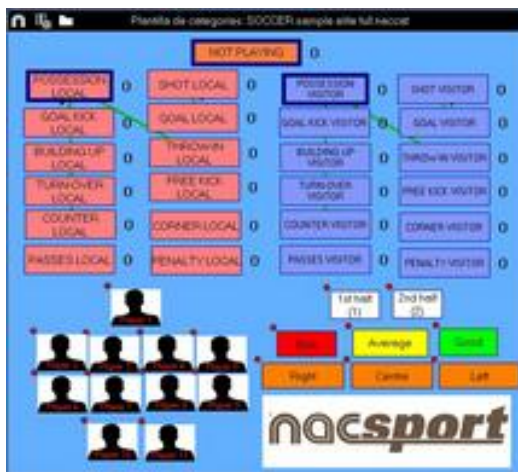 Plantilla de categories: SOCCER sample elite full.naccat
NOT PLAYING 0
POSSESSION LOCAL 0
SHOT LOCAL 0
POSSESSION VISITOR 0
SHOT VISITOR 0
GOAL KICK LOCAL 0
GOAL LOCAL 0
GOAL KICK VISITOR 0
GOAL VISITOR 0
BUILDING UP LOCAL 0
THROW-IN LOCAL 0
BUILDING UP VISITOR 0
THROW-IN VISITOR 0
TURN-OVER LOCAL 0
FREE KICK LOCAL 0
TURN-OVER VISITOR 0
FREE KICK VISITOR 0
COUNTER LOCAL 0
CORNER LOCAL 0
COUNTER VISITOR 0
CORNER VISITOR 0
PASSES LOCAL 0
PENALTY LOCAL 0
PASSES VISITOR 0
PENALTY VISITOR 0
1st half (1)
2nd half (2)
Average
Good
Right
Centre
Left
nacsport